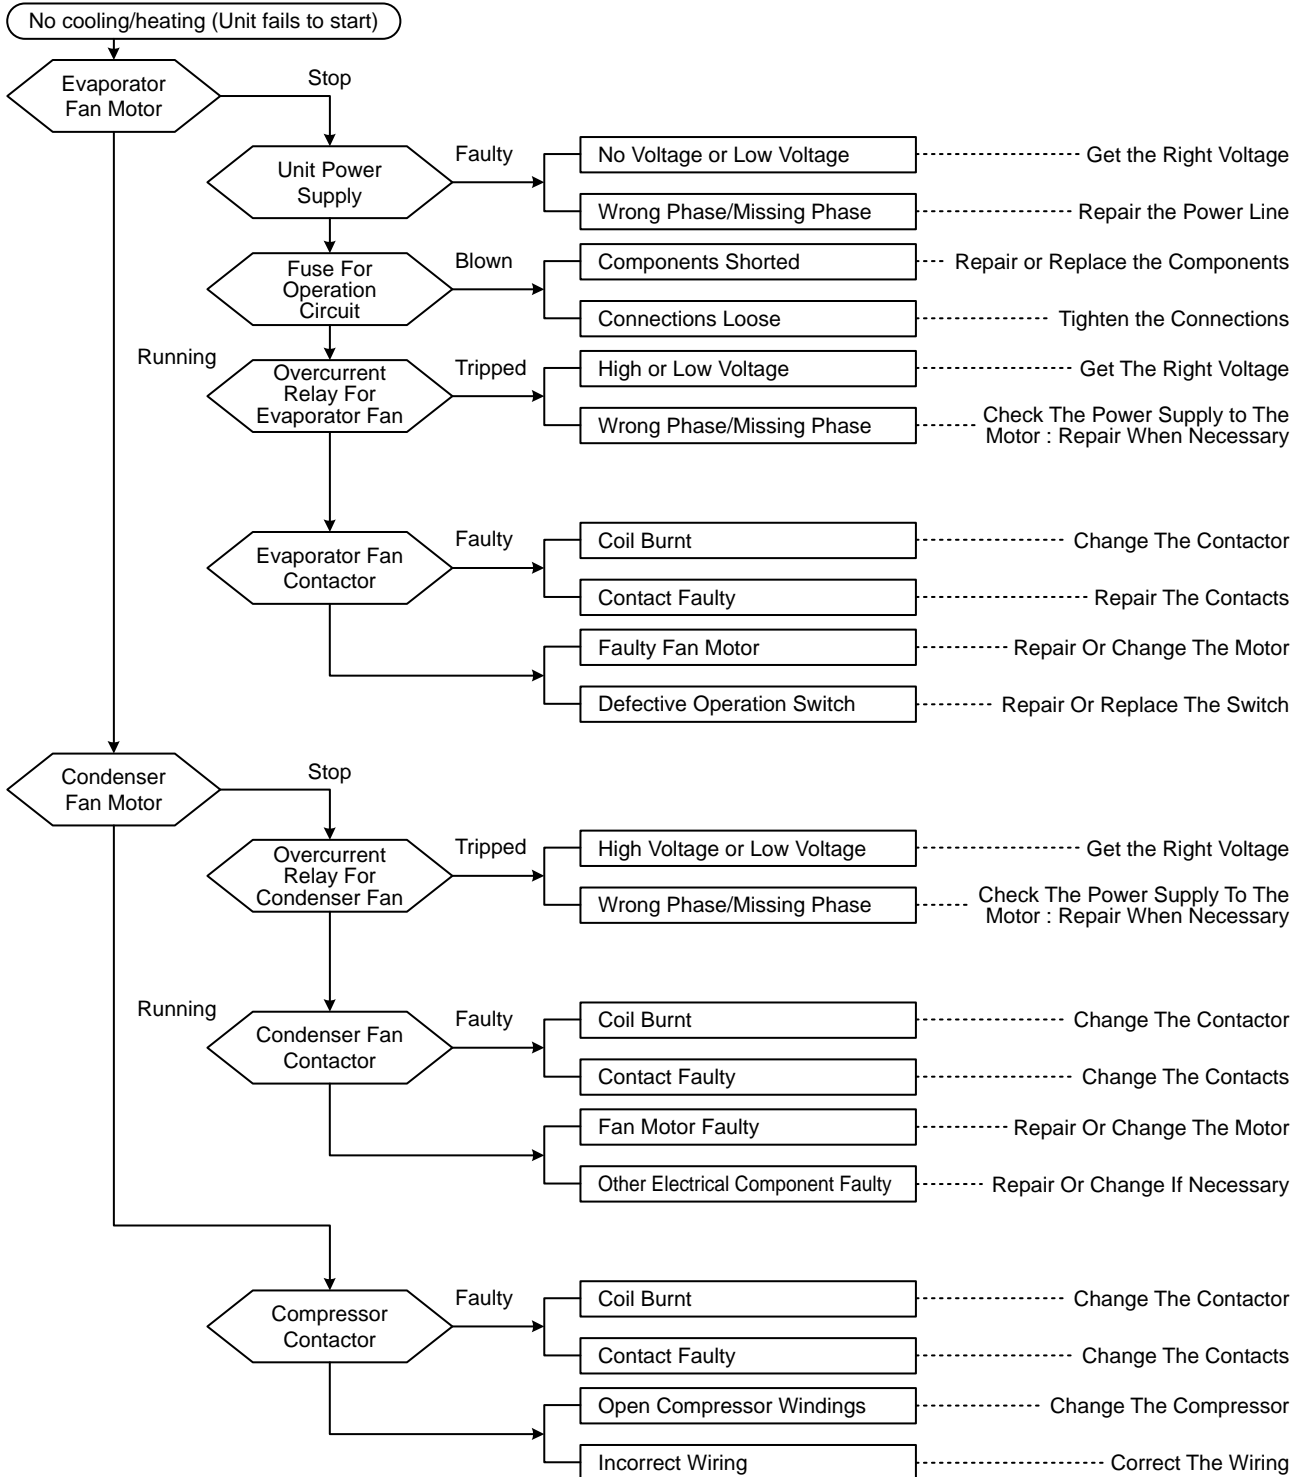 No cooling/heating (Unit fails to start)
Evaporator
Fan Motor
Stop
Unit Power
Supply
Faulty
No Voltage or Low Voltage
Get the Right Voltage
Wrong Phase/Missing Phase
Repair the Power Line
Fuse For
Operation
Circuit
Blown
Components Shorted
Repair or Replace the Components
Connections Loose
Tighten the Connections
Running
Overcurrent
Relay For
Evaporator Fan
Tripped
High or Low Voltage
Get The Right Voltage
Wrong Phase/Missing Phase
Check The Power Supply to The
Motor : Repair When Necessary
Evaporator Fan
Contactor
Faulty
Coil Burnt
Change The Contactor
Contact Faulty
Repair The Contacts
Faulty Fan Motor
Repair Or Change The Motor
Defective Operation Switch
Repair Or Replace The Switch
Condenser
Fan Motor
Stop
Overcurrent
Relay For
Condenser Fan
Tripped
High Voltage or Low Voltage
Get the Right Voltage
Wrong Phase/Missing Phase
Check The Power Supply To The
Motor : Repair When Necessary
Running
Condenser Fan
Contactor
Faulty
Coil Burnt
Change The Contactor
Contact Faulty
Change The Contacts
Fan Motor Faulty
Repair Or Change The Motor
Other Electrical Component Faulty
Repair Or Change If Necessary
Compressor
Contactor
Faulty
Coil Burnt
Change The Contactor
Contact Faulty
Change The Contacts
Open Compressor Windings
Change The Compressor
Incorrect Wiring
Correct The Wiring